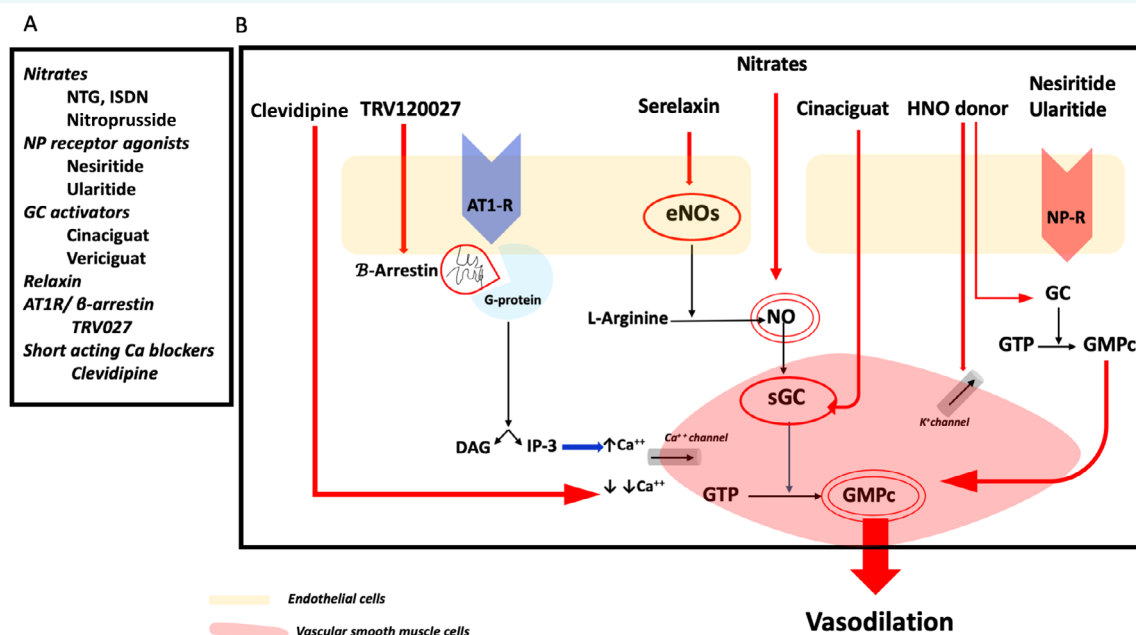 A
B
Nitrates
NTG, ISDN
Nitroprusside
NP receptor agonists
Nesiritide
Ularitide
GC activators
Cinaciguat
Vericiguat
Relaxin
AT1R/ β-arrestin
TRV027
Short acting Ca blockers
Clevidipine
Nitrates
Nesiritide
Ularitide
Clevidipine
TRV120027
Serelaxin
Cinaciguat
HNO donor
AT1-R
eNOs
NP-R
Ɓ-Arrestin
G-protein
GC
L-Arginine
NO
GTP
GMPc
sGC
K⁺channel
DAG
IP-3
↑Ca⁺⁺
Ca⁺⁺ channel
↓ ↓Ca⁺⁺
GTP
GMPc
Endothelial cells
Vasodilation
Vascular smooth muscle cells